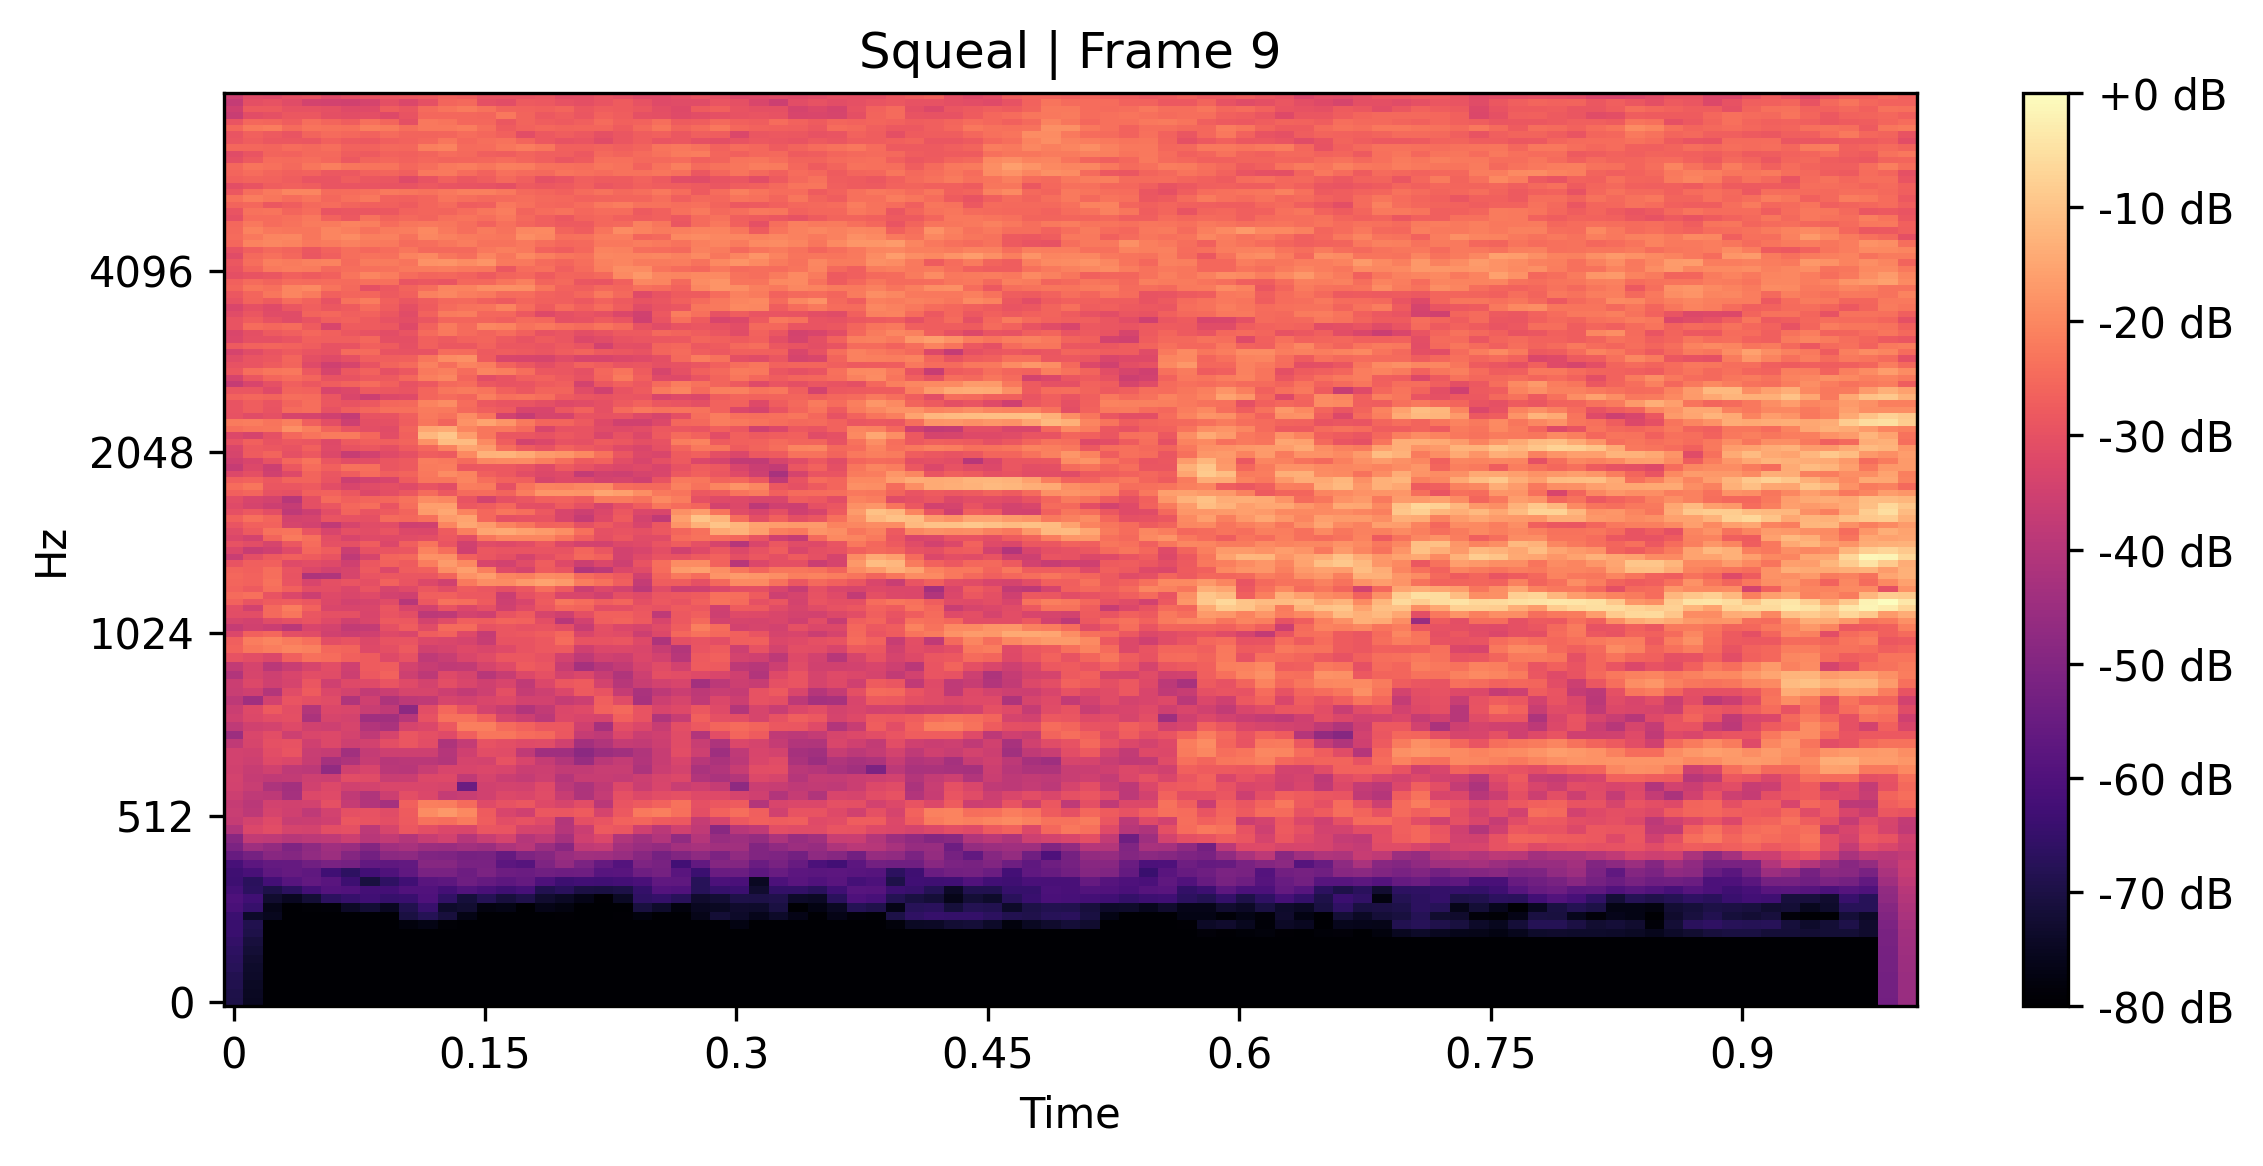 Squeal | Frame 9
+0 dB
-10 dB
-20 dB
-30 dB
-40 dB
-50 dB
-60 dB
-70 dB
-80 dB
Hz
4096
2048
1024
512
0
0
0.15
0.3
0.45
0.6
0.75
0.9
Time